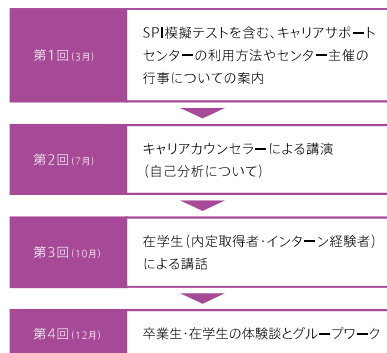 第1回(3月)
SPI模擬テストを含む、キャリアサポート
センターの利用方法やセンター主催の
行事についての案内
第2回(7月)
キャリアカウンセラーによる講演
(自己分析について)
第3回(10月)
在学生(内定取得者・インターン経験者)
による講話
第4回(12月)
卒業生・在学生の体験談とグループワーク